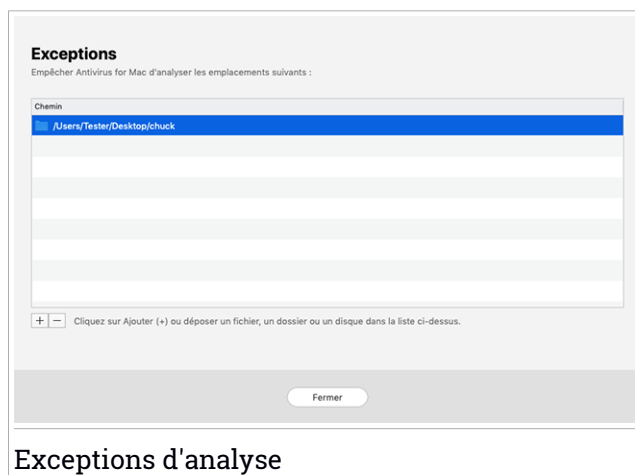 Exceptions
Empêcher Antivirus for Mac d'analyser les emplacements suivants :
Chemin
/Users/Tester/Desktop/chuck
+ − Cliquez sur Ajouter (+) ou déposer un fichier, un dossier ou un disque dans la liste ci-dessus.
Fermer
Exceptions d'analyse